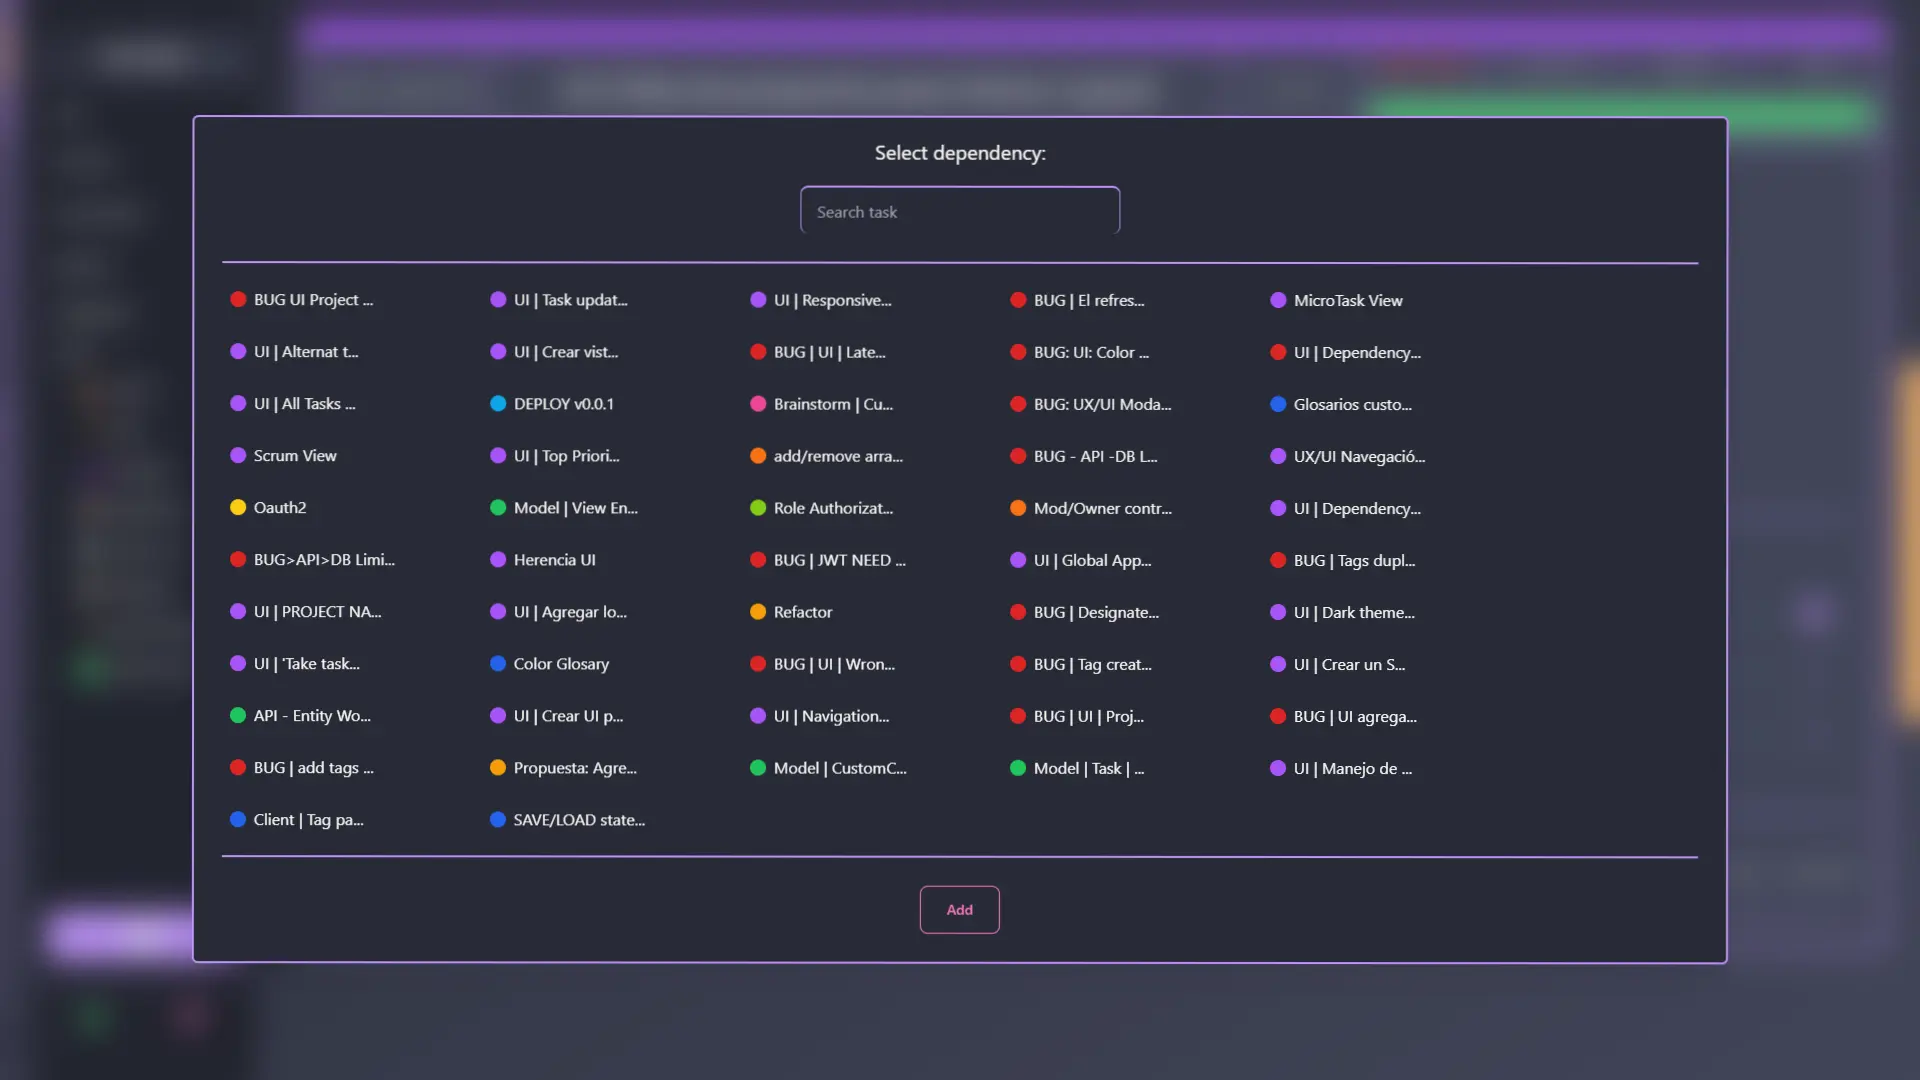 Select dependency:
Search task
BUG UI Project ...
UI | Task updat...
UI | Responsive...
BUG | El refres...
MicroTask View
UI | Alternat t...
UI | Crear vist...
BUG | UI | Late...
BUG: UI: Color ...
UI | Dependency...
UI | All Tasks ...
DEPLOY v0.0.1
Brainstorm | Cu...
BUG: UX/UI Moda...
Glosarios custo...
Scrum View
UI | Top Priori...
add/remove arra...
BUG - API -DB L...
UX/UI Navegació...
Oauth2
Model | View En...
Role Authorizat...
Mod/Owner contr...
UI | Dependency...
BUG>API>DB Limi...
Herencia UI
BUG | JWT NEED ...
UI | Global App...
BUG | Tags dupl...
UI | PROJECT NA...
UI | Agregar lo...
Refactor
BUG | Designate...
UI | Dark theme...
UI | 'Take task...
Color Glosary
BUG | UI | Wron...
BUG | Tag creat...
UI | Crear un S...
API - Entity Wo...
UI | Crear UI p...
UI | Navigation...
BUG | UI | Proj...
BUG | UI agrega...
BUG | add tags ...
Propuesta: Agre...
Model | CustomC...
Model | Task | ...
UI | Manejo de ...
Client | Tag pa...
SAVE/LOAD state...
Add